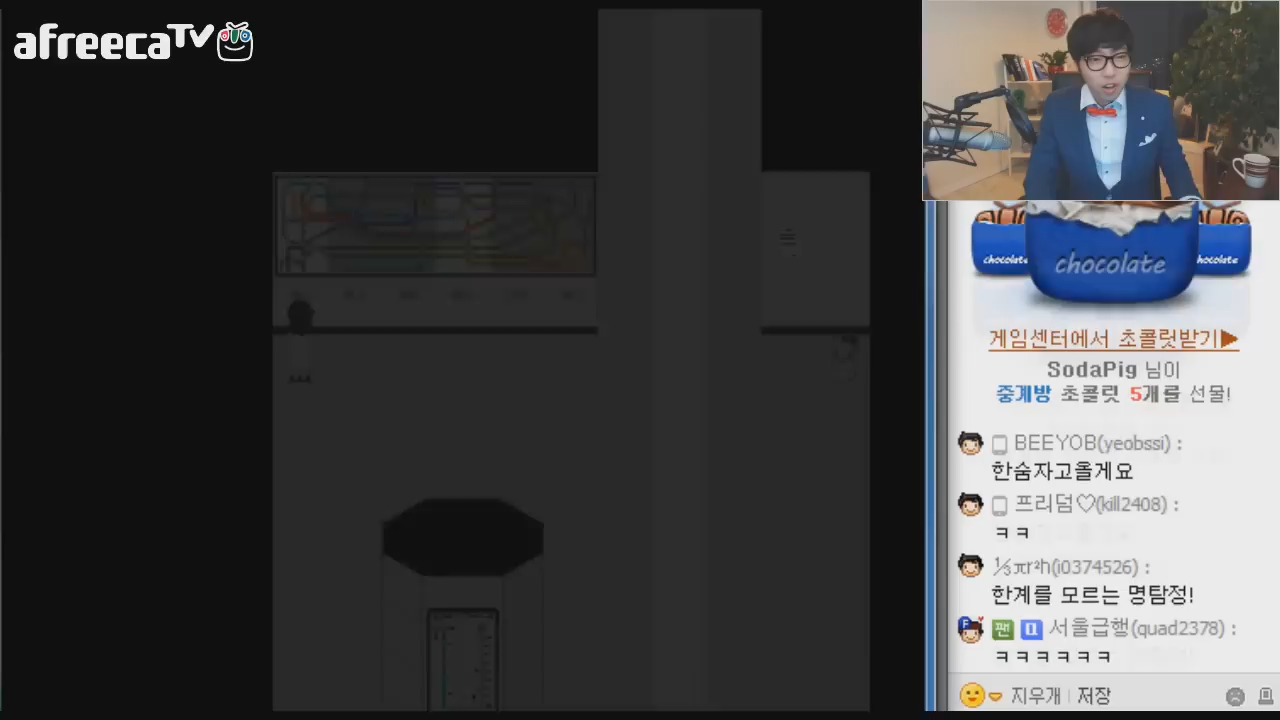 afreecaTV
chocolate
chocolate
chocolate
게임센터에서 초콜릿받기▶
SodaPig 님이
중계방 초콜릿 5개를 선물!
BEEYOB(yeobssi) :
한숨자고올게요
프리덤♡(kill2408) :
ㅋㅋ
⅓πr²h(i0374526) :
한계를 모르는 명탐정!
F 팬 서울급행(quad2378) :
ㅋㅋㅋㅋㅋㅋ
지우개 | 저장